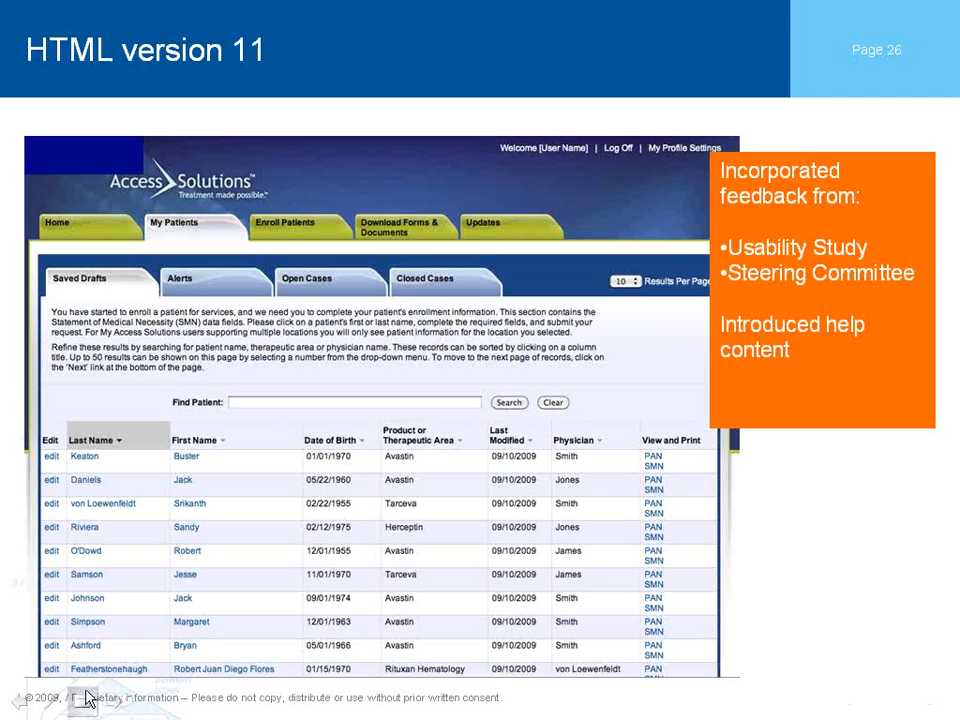 HTML version 11
Page 26
Welcome [User Name] | Log Off | My Profile Settings
Access Solutions™
Treatment made possible.™
Home
My Patients
Enroll Patients
Download Forms &
Documents
Updates
Saved Drafts
Alerts
Open Cases
Closed Cases
10
Results Per Page
You have started to enroll a patient for services, and we need you to complete your patient's enrollment information. This section contains the
Statement of Medical Necessity (SMN) data fields. Please click on a patient's first or last name, complete the required fields, and submit your
request. For My Access Solutions users supporting multiple locations you will only see patient information for the location you selected.
Refine these results by searching for patient name, therapeutic area or physician name. These records can be sorted by clicking on a column
title. Up to 50 results can be shown on this page by selecting a number from the drop-down menu. To move to the next page of records, click on
the 'Next' link at the bottom of the page.
Find Patient:
Search
Clear
Edit Last Name First Name Date of Birth Product or Therapeutic Area Last Modified Physician View and Print
edit Keaton Buster 01/01/1970 Avastin 09/10/2009 Smith PAN
SMN
edit Daniels Jack 05/22/1960 Avastin 09/10/2009 Jones PAN
SMN
edit von Loewenfeldt Srikanth 02/22/1955 Tarceva 09/10/2009 Smith PAN
SMN
edit Riviera Sandy 02/12/1975 Herceptin 09/10/2009 Jones PAN
SMN
edit O'Dowd Robert 12/01/1955 Avastin 09/10/2009 James PAN
SMN
edit Samson Jesse 11/01/1970 Tarceva 09/10/2009 James PAN
SMN
edit Johnson Jack 09/01/1974 Avastin 09/10/2009 Smith PAN
SMN
edit Simpson Margaret 12/01/1963 Avastin 09/10/2009 Smith PAN
SMN
edit Ashford Bryan 05/01/1966 Avastin 09/10/2009 Smith PAN
SMN
edit Featherstonehaugh Robert Juan Diego Flores 01/15/1970 Rituxan Hematology 09/10/2009 von Loewenfeldt PAN
Incorporated
feedback from:
•Usability Study
•Steering Committee
Introduced help
content
© 2009, / Information – Please do not copy, distribute or use without prior written consent.